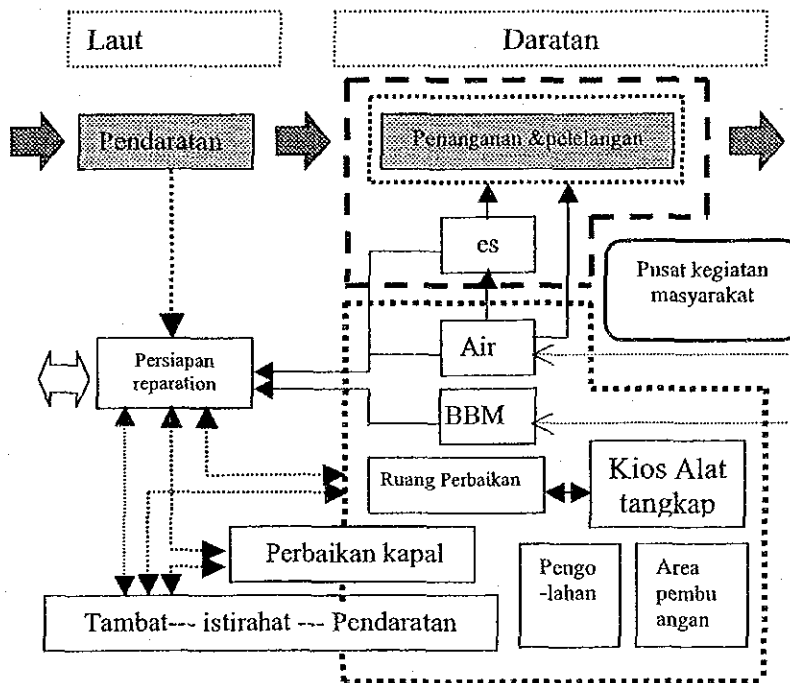 Laut
Daratan
Pendaratan
Penanganan &pelelangan
es
Pusat kegiatan
masyarakat
Persiapan
reparation
Air
BBM
Ruang Perbaikan
Kios Alat
tangkap
Perbaikan kapal
Pengo
-lahan
Area
pembu
angan
Tambat--- istirahat --- Pendaratan